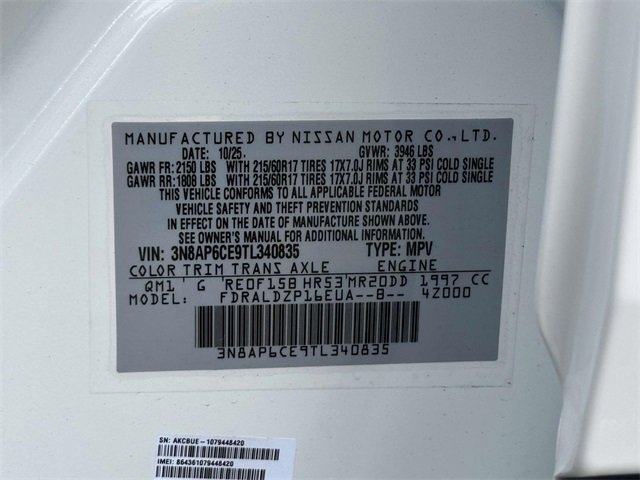 MANUFACTURED BY NISSAN MOTOR CO.,LTD.
DATE: 10/25. GVWR: 3946 LBS
GAWR FR: 2150 LBS WITH 215/60R17 TIRES 17X7.0J RIMS AT 33 PSI COLD SINGLE
GAWR RR: 1808 LBS WITH 215/60R17 TIRES 17X7.0J RIMS AT 33 PSI COLD SINGLE
THIS VEHICLE CONFORMS TO ALL APPLICABLE FEDERAL MOTOR
VEHICLE SAFETY AND THEFT PREVENTION STANDARDS
IN EFFECT ON THE DATE OF MANUFACTURE SHOWN ABOVE.
SEE OWNER'S MANUAL FOR ADDITIONAL INFORMATION.
VIN: 3N8AP6CE9TL340835 TYPE: MPV
COLOR TRIM TRANS AXLE ENGINE
QM1 ' G 'RE0F15B HR53'MR20DD 1997 CC
MODEL: FDRALDZP16EUA--B-- 4Z000
3N8AP6CE9TL340835
SN: AKCBUE-1079448420
IMEI: 864361079448420